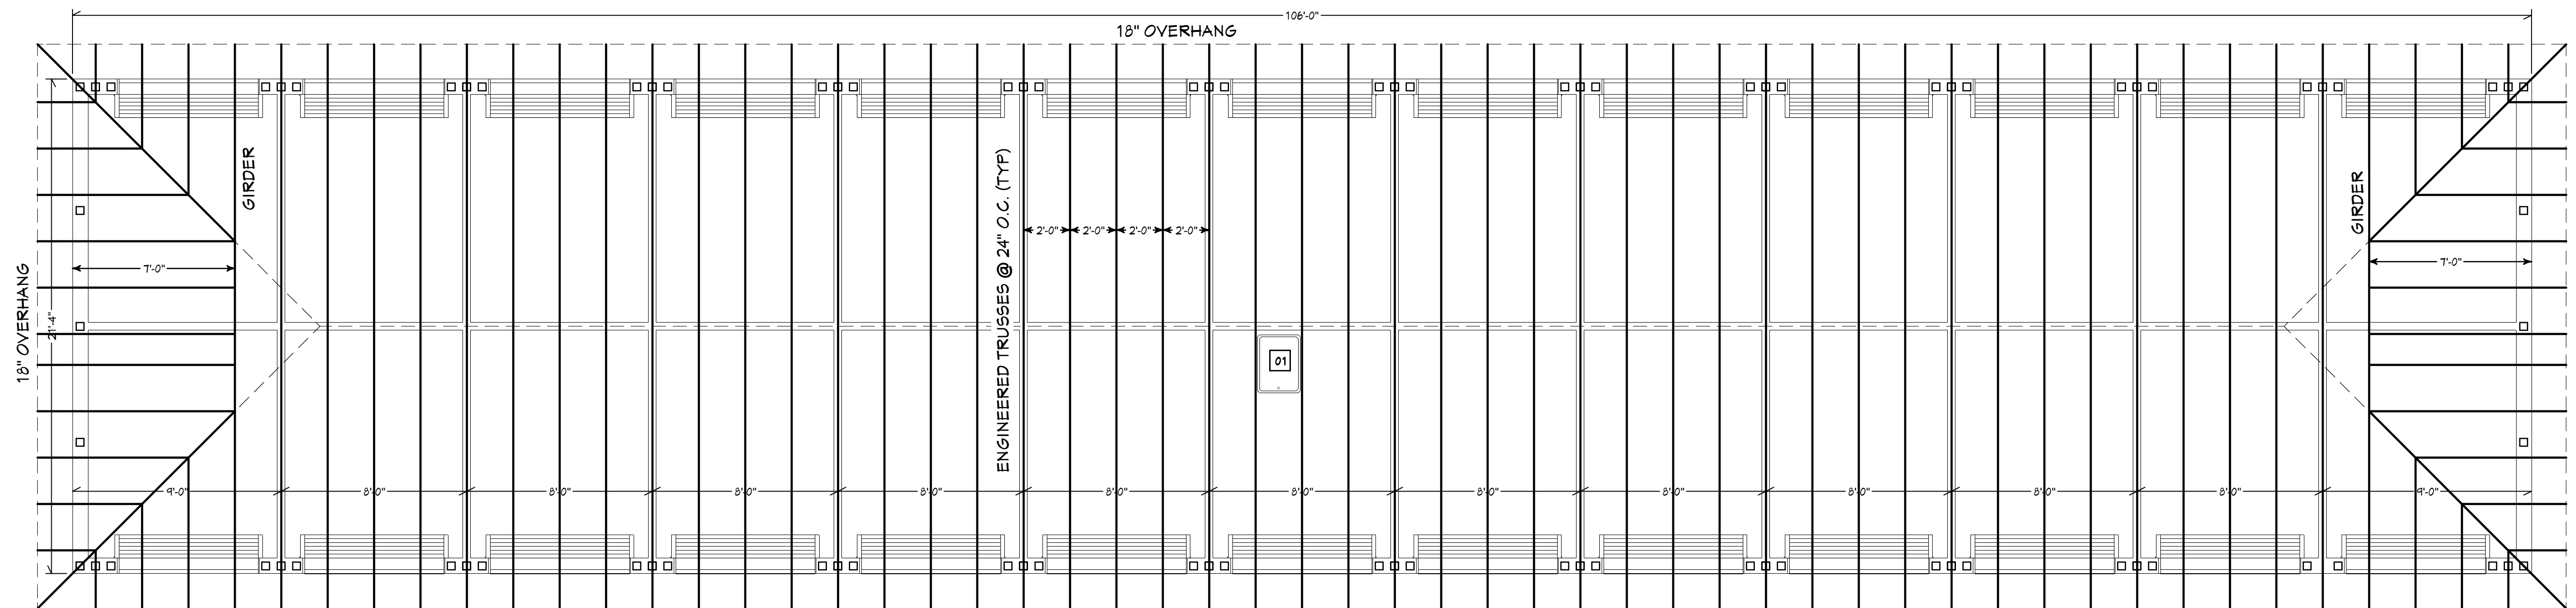 106'-0"
18" OVERHANG
GIRDER
GIRDER
ENGINEERED TRUSSES @ 24" O.C. (TYP)
2'-0" 2'-0" 2'-0" 2'-0"
7'-0"
7'-0"
18" OVERHANG
21'-4"
01
9'-0" 8'-0" 8'-0" 8'-0" 8'-0" 8'-0" 8'-0" 8'-0" 8'-0" 8'-0" 8'-0" 8'-0" 9'-0"